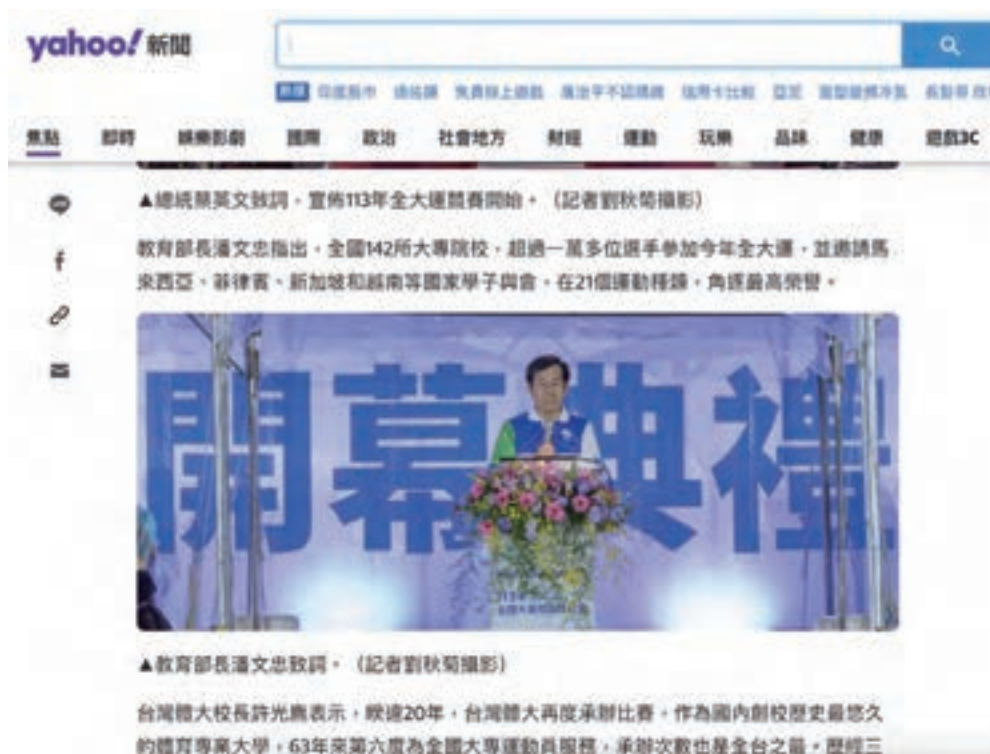 yahoo! 新聞
焦點 即時 娛樂影劇 國際 政治 社會地方 財經 運動 玩樂 品味 健康 遊戲3C
▲總統蔡英文致詞,宣佈113年全大運競賽開始。(記者劉秋菊攝影)
教育部長潘文忠指出,全國142所大專院校,超過一萬多位選手參加今年全大運,並邀請馬
來西亞、菲律賓、新加坡和越南等國家學子與會,在21個運動種類,角逐最高榮譽。
開幕典禮
▲教育部長潘文忠致詞。(記者劉秋菊攝影)
台灣體大校長許光麃表示,睽違20年,台灣體大再度承辦比賽,作為國內創校歷史最悠久
的體育專業大學,63年來第六度為全國大專運動員服務,承辦次數也是全台之最,歷經三